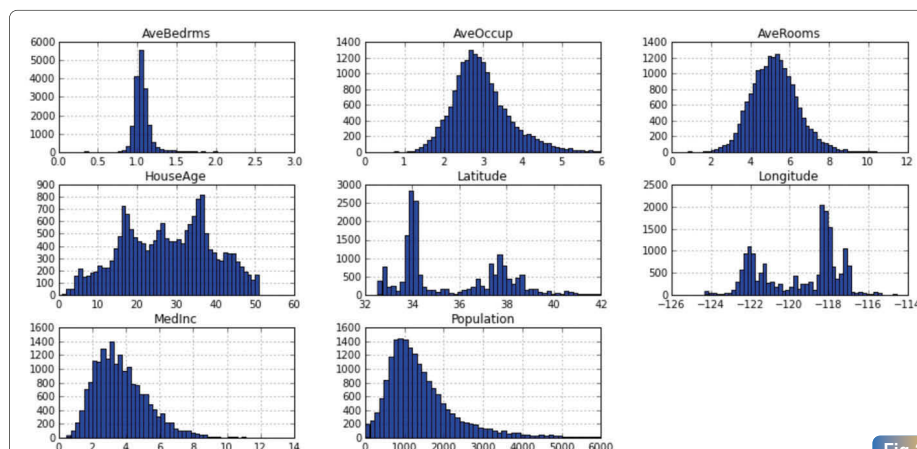 AveBedrms AveOccup AveRooms
6000 5000 4000 3000 2000 1000 0
0.0 0.5 1.0 1.5 2.0 2.5 3.0
1400 1200 1000 800 600 400 200 0
0 1 2 3 4 5 6
1400 1200 1000 800 600 400 200 0
0 2 4 6 8 10 12
HouseAge Latitude Longitude
900 800 700 600 500 400 300 200 100 0
0 10 20 30 40 50 60
3000 2500 2000 1500 1000 500 0
32 34 36 38 40 42
2500 2000 1500 1000 500 0
−126 −124 −122 −120 −118 −116 −114
MedInc Population
1600 1400 1200 1000 800 600 400 200 0
0 2 4 6 8 10 12 14
1600 1400 1200 1000 800 600 400 200 0
0 1000 2000 3000 4000 5000 6000